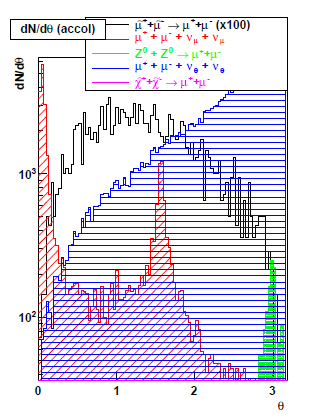 dN/dθ (accol)
μ̃⁺+μ̃⁻ → μ⁺+μ⁻ (x100)
μ⁺ + μ⁻ + ν_μ + ν_μ
Z⁰ + Z⁰ → μ⁺+μ⁻
μ⁺ + μ⁻ + ν_e + ν_e
χ̃⁺+χ̃⁻ → μ⁺+μ⁻
dN/dθ
10³
10²
0 1 2 3
θ